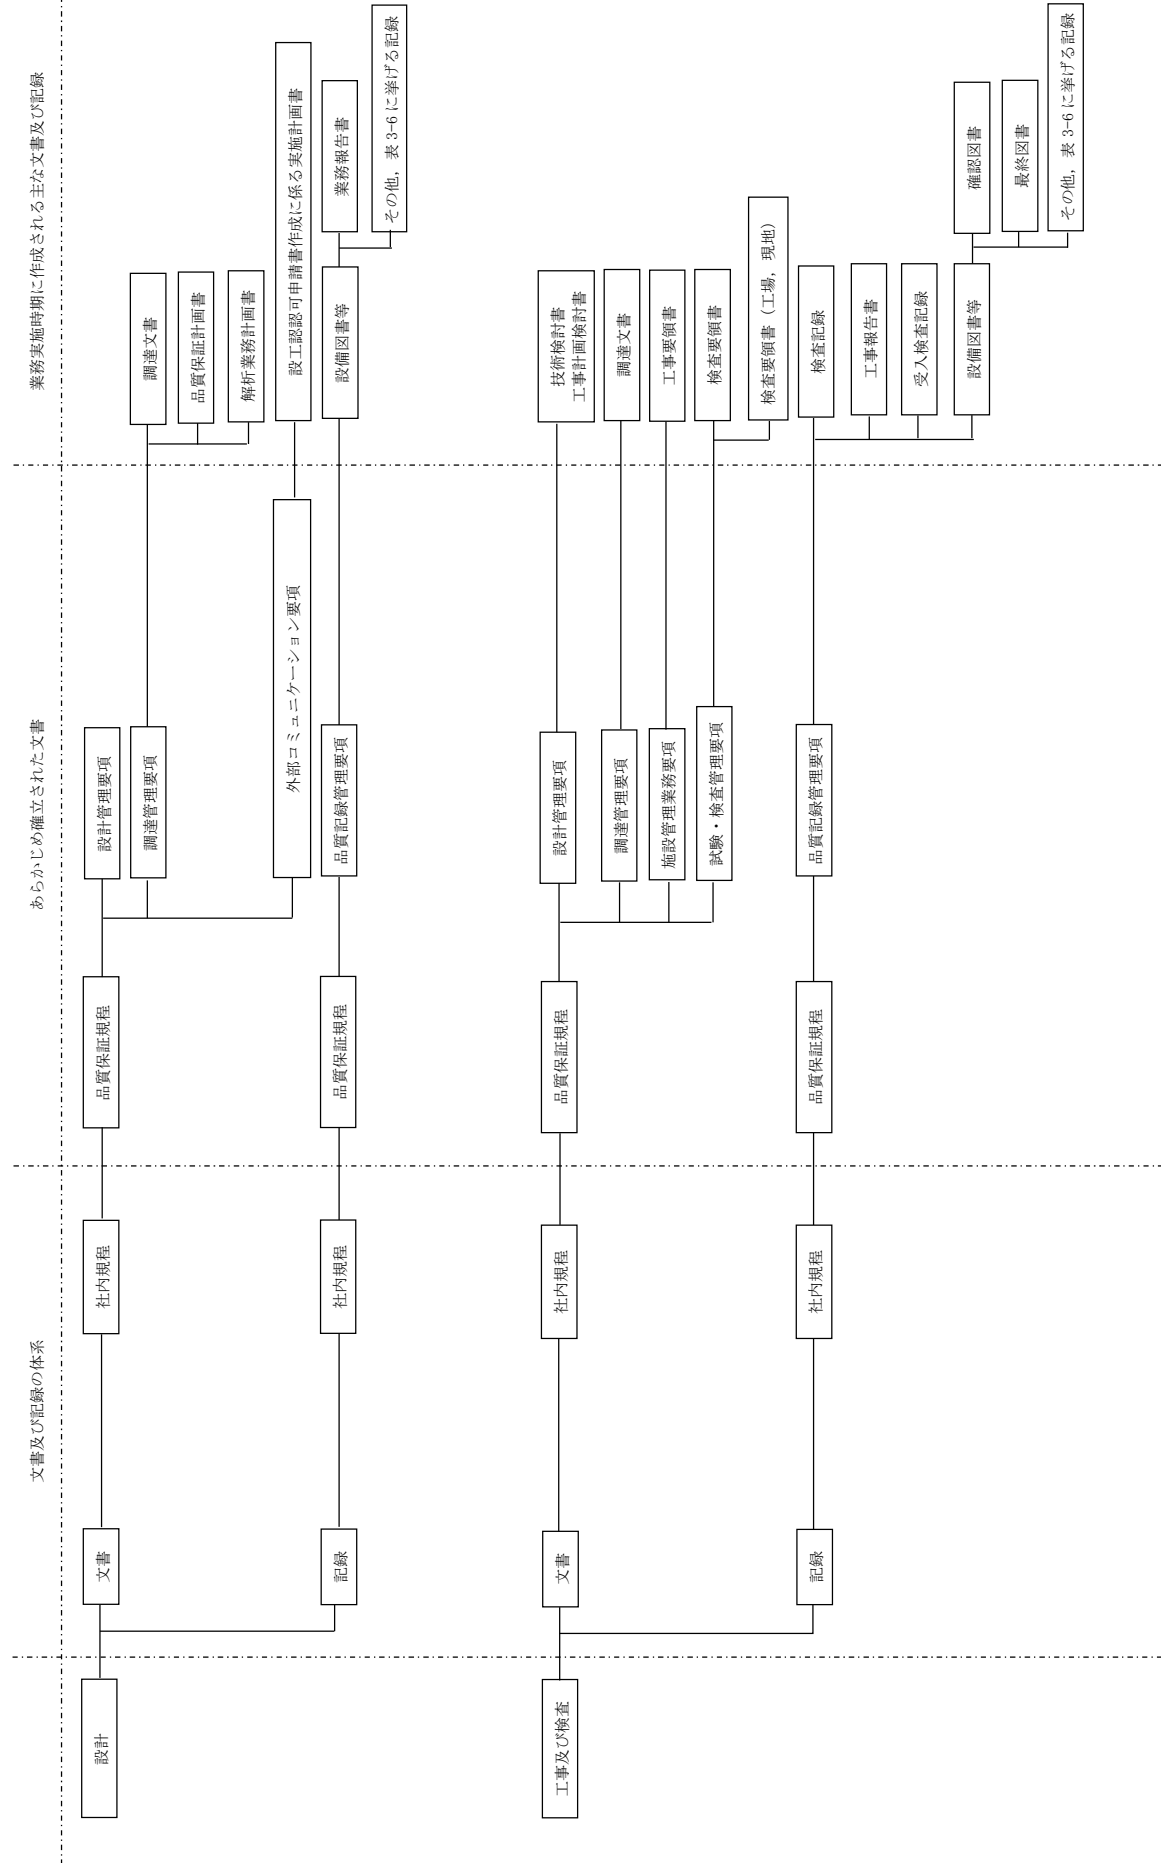 文書及び記録の体系
あらかじめ確立された文書
業務実施時期に作成される主な文書及び記録
設計
文書
社内規程
品質保証規程
設計管理要項
調達管理要項
調達文書
品質保証計画書
解析業務計画書
外部コミュニケーション要項
設工認認可申請書作成に係る実施計画書
記録
社内規程
品質保証規程
品質記録管理要項
設備図書等
業務報告書
その他，表 3-6 に挙げる記録
工事及び検査
文書
社内規程
品質保証規程
設計管理要項
技術検討書
工事計画検討書
調達管理要項
調達文書
施設管理業務要項
工事要領書
試験・検査管理要項
検査要領書
検査要領書（工場，現地）
記録
社内規程
品質保証規程
品質記録管理要項
検査記録
工事報告書
受入検査記録
設備図書等
確認図書
最終図書
その他，表 3-6 に挙げる記録